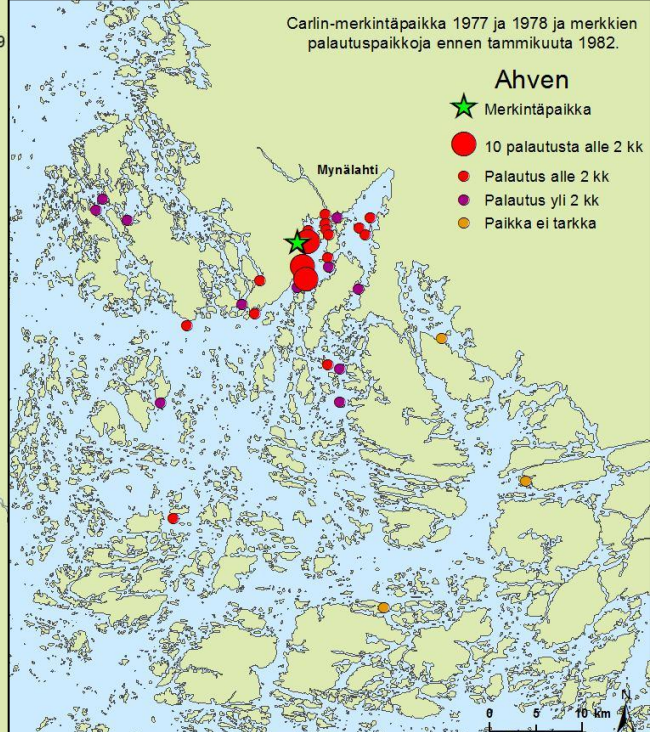 Carlin-merkintäpaikka 1977 ja 1978 ja merkkien
palautuspaikkoja ennen tammikuuta 1982.
Ahven
Merkintäpaikka
10 palautusta alle 2 kk
Palautus alle 2 kk
Palautus yli 2 kk
Paikka ei tarkka
Mynälahti
N
0 5 10 km